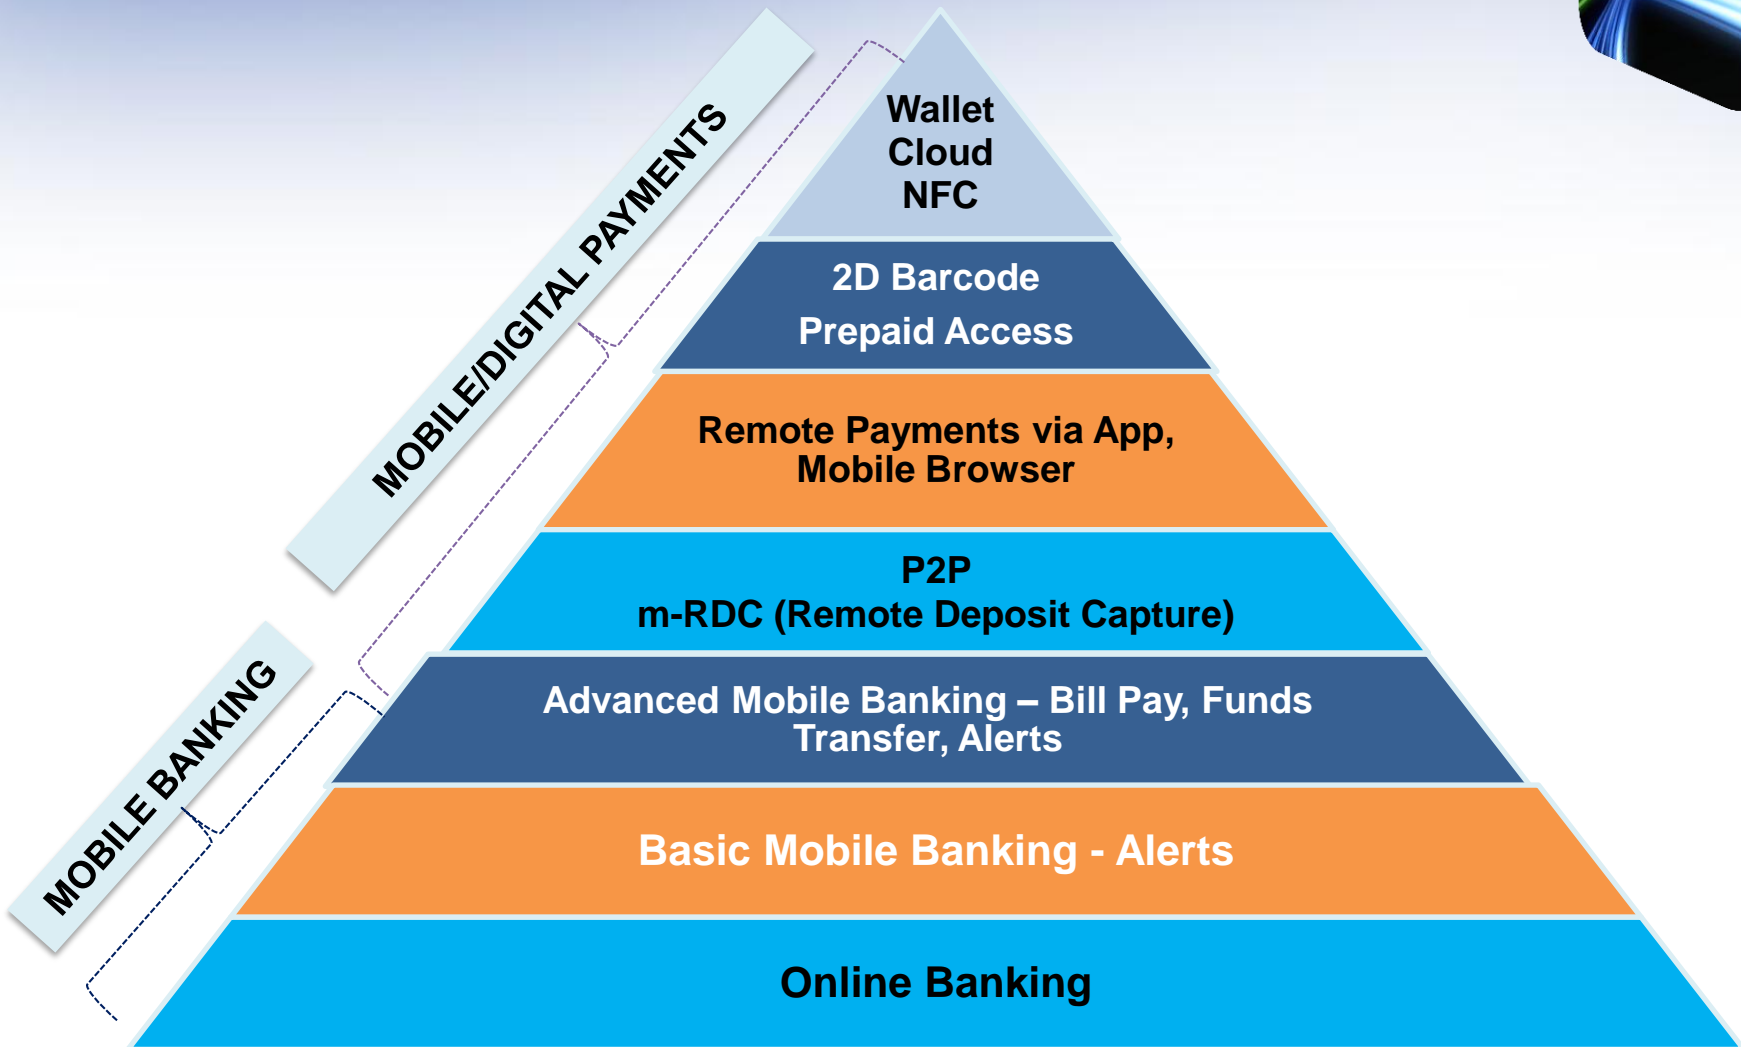 MOBILE/DIGITAL PAYMENTS
Wallet
Cloud
NFC
2D Barcode
Prepaid Access
Remote Payments via App,
Mobile Browser
P2P
m-RDC (Remote Deposit Capture)
MOBILE BANKING
Advanced Mobile Banking – Bill Pay, Funds
Transfer, Alerts
Basic Mobile Banking - Alerts
Online Banking